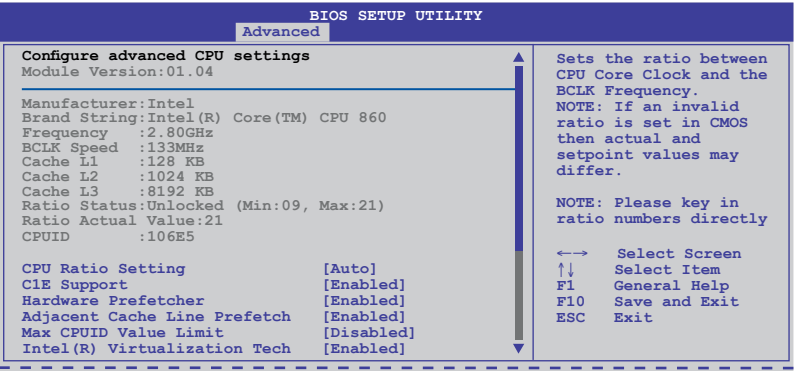 BIOS SETUP UTILITY
Advanced
Configure advanced CPU settings
Module Version:01.04
Manufacturer:Intel
Brand String:Intel(R) Core(TM) CPU 860
Frequency :2.80GHz
BCLK Speed :133MHz
Cache L1 :128 KB
Cache L2 :1024 KB
Cache L3 :8192 KB
Ratio Status:Unlocked (Min:09, Max:21)
Ratio Actual Value:21
CPUID :106E5
CPU Ratio Setting [Auto]
C1E Support [Enabled]
Hardware Prefetcher [Enabled]
Adjacent Cache Line Prefetch [Enabled]
Max CPUID Value Limit [Disabled]
Intel(R) Virtualization Tech [Enabled]
Sets the ratio between
CPU Core Clock and the
BCLK Frequency.
NOTE: If an invalid
ratio is set in CMOS
then actual and
setpoint values may
differ.
NOTE: Please key in
ratio numbers directly
←→ Select Screen
↑↓ Select Item
F1 General Help
F10 Save and Exit
ESC Exit